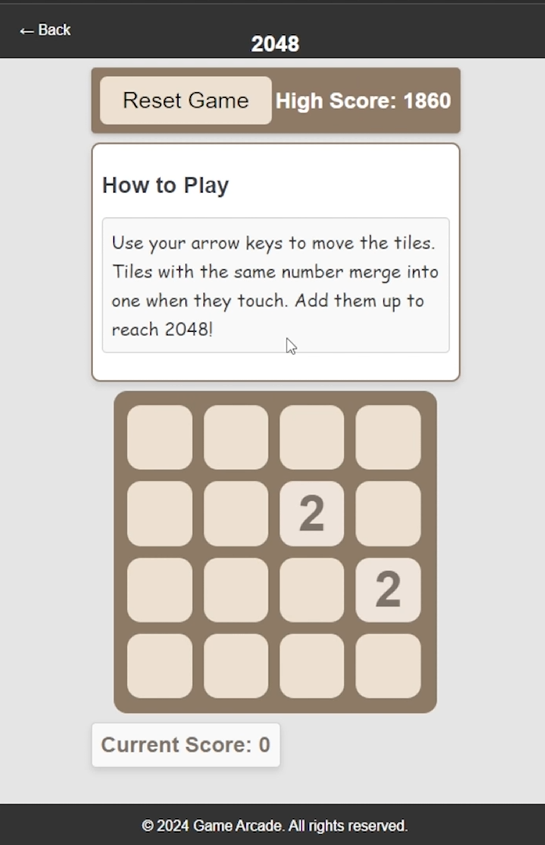 ← Back
2048
Reset Game High Score: 1860
How to Play
Use your arrow keys to move the tiles.
Tiles with the same number merge into
one when they touch. Add them up to
reach 2048!
2
2
Current Score: 0
© 2024 Game Arcade. All rights reserved.